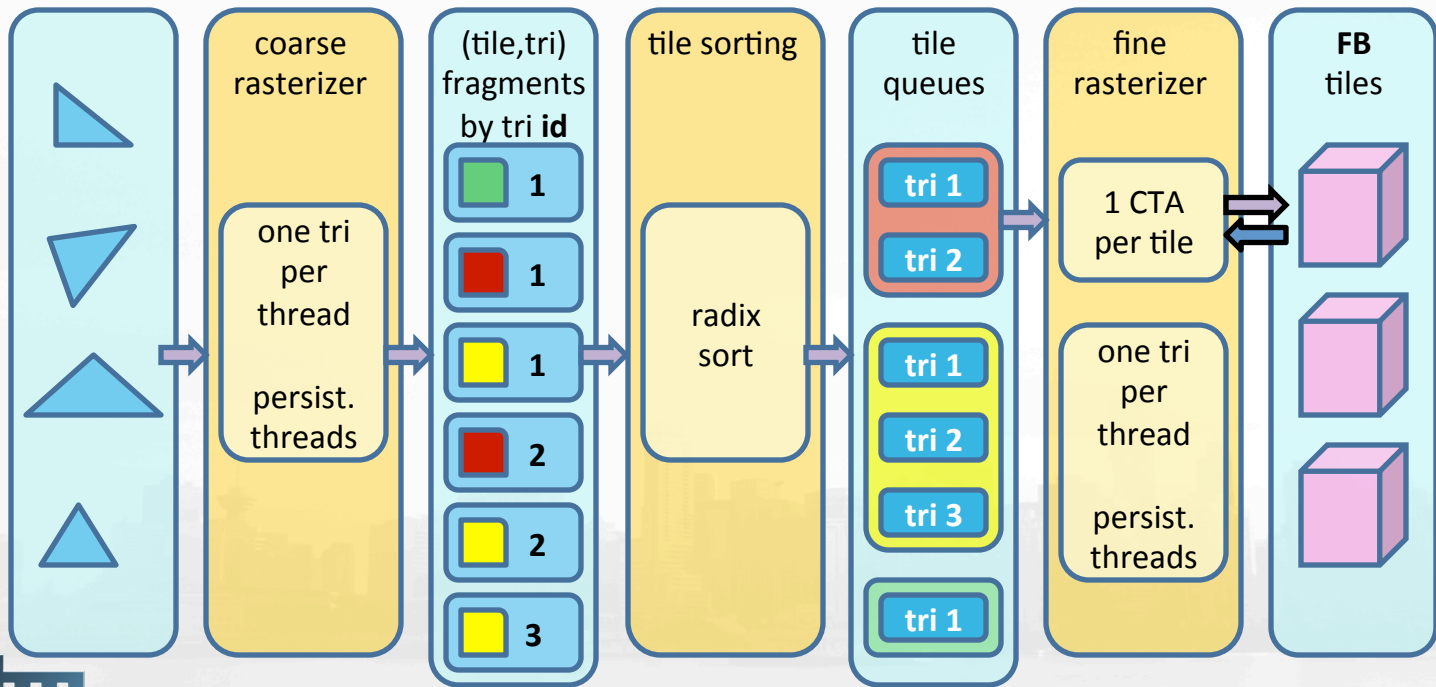 coarse
rasterizer
one tri
per
thread
persist.
threads
(tile,tri)
fragments
by tri id
1
1
1
2
2
3
tile sorting
radix
sort
tile
queues
tri 1
tri 2
tri 1
tri 2
tri 3
tri 1
fine
rasterizer
1 CTA
per tile
one tri
per
thread
persist.
threads
FB
tiles